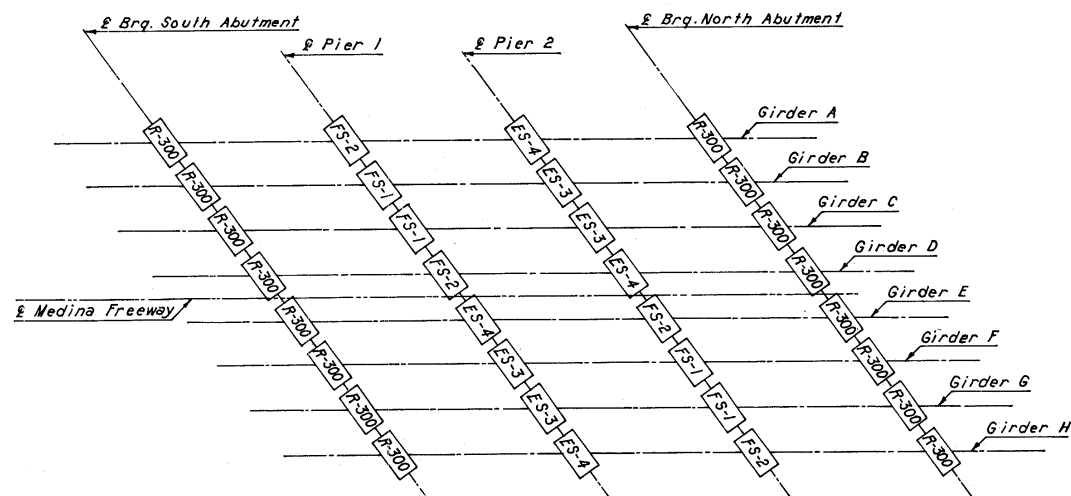 ℄ Brg. South Abutment
℄ Pier 1
℄ Pier 2
℄ Brg. North Abutment
R-300 FS-2 ES-4 R-300 Girder A
R-300 FS-1 ES-3 R-300 Girder B
R-300 FS-1 ES-3 R-300 Girder C
R-300 FS-2 ES-4 R-300 Girder D
℄ Medina Freeway
R-300 ES-4 FS-2 R-300 Girder E
R-300 ES-3 FS-1 R-300 Girder F
R-300 ES-3 FS-1 R-300 Girder G
R-300 ES-4 FS-2 R-300 Girder H